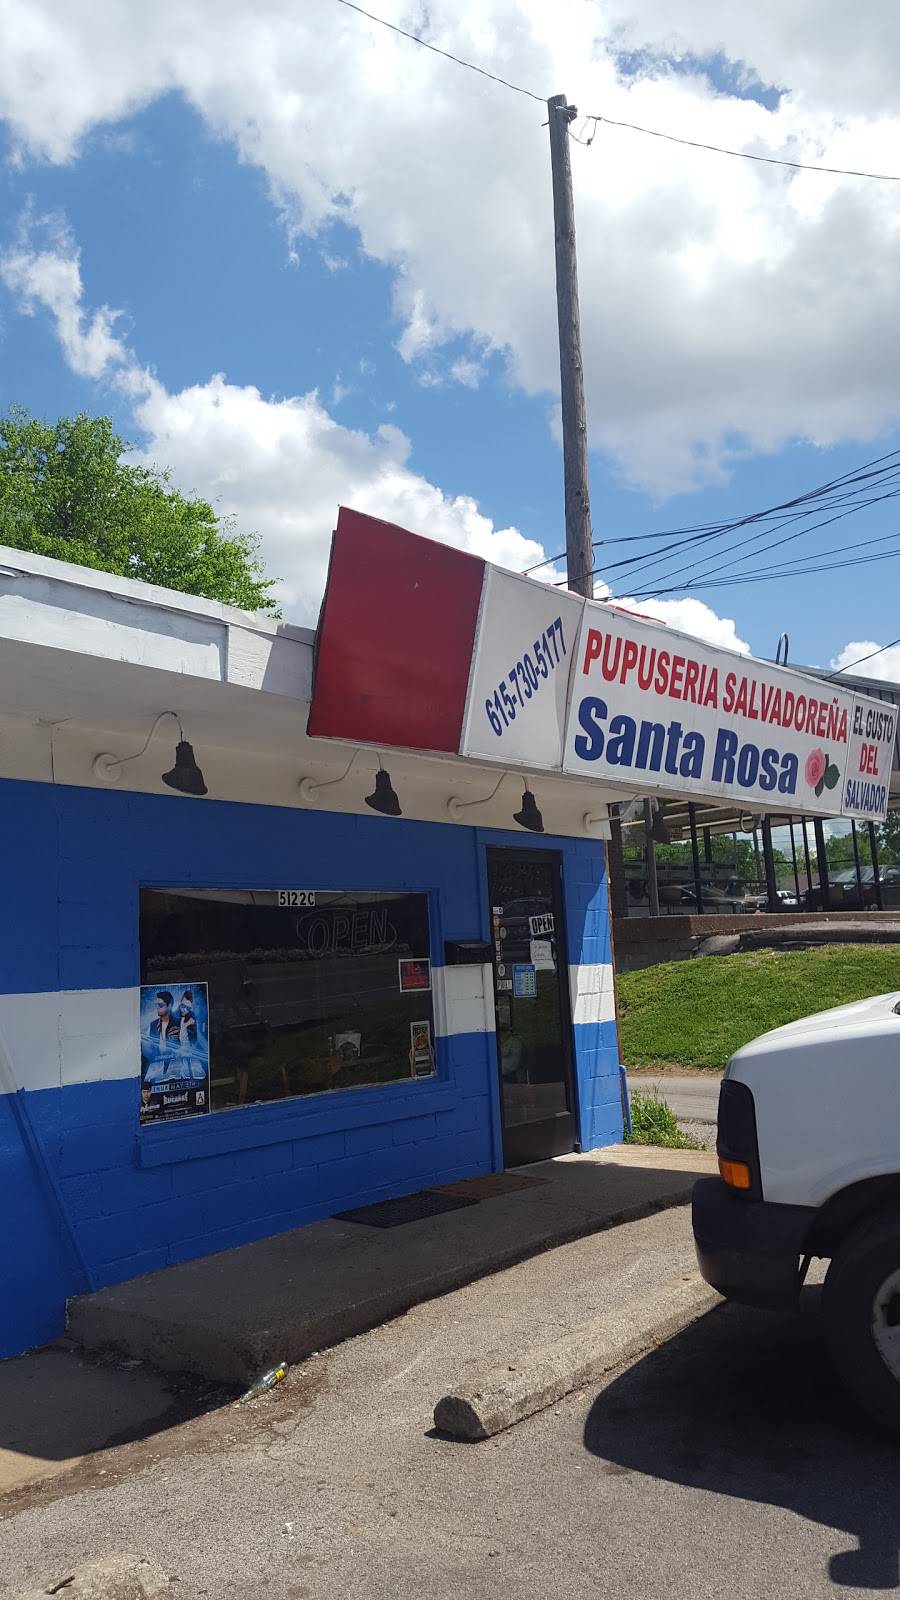 615-730-5177
PUPUSERIA SALVADOREÑA
Santa Rosa
EL GUSTO
DEL
SALVADOR
5122C
OPEN
OPEN